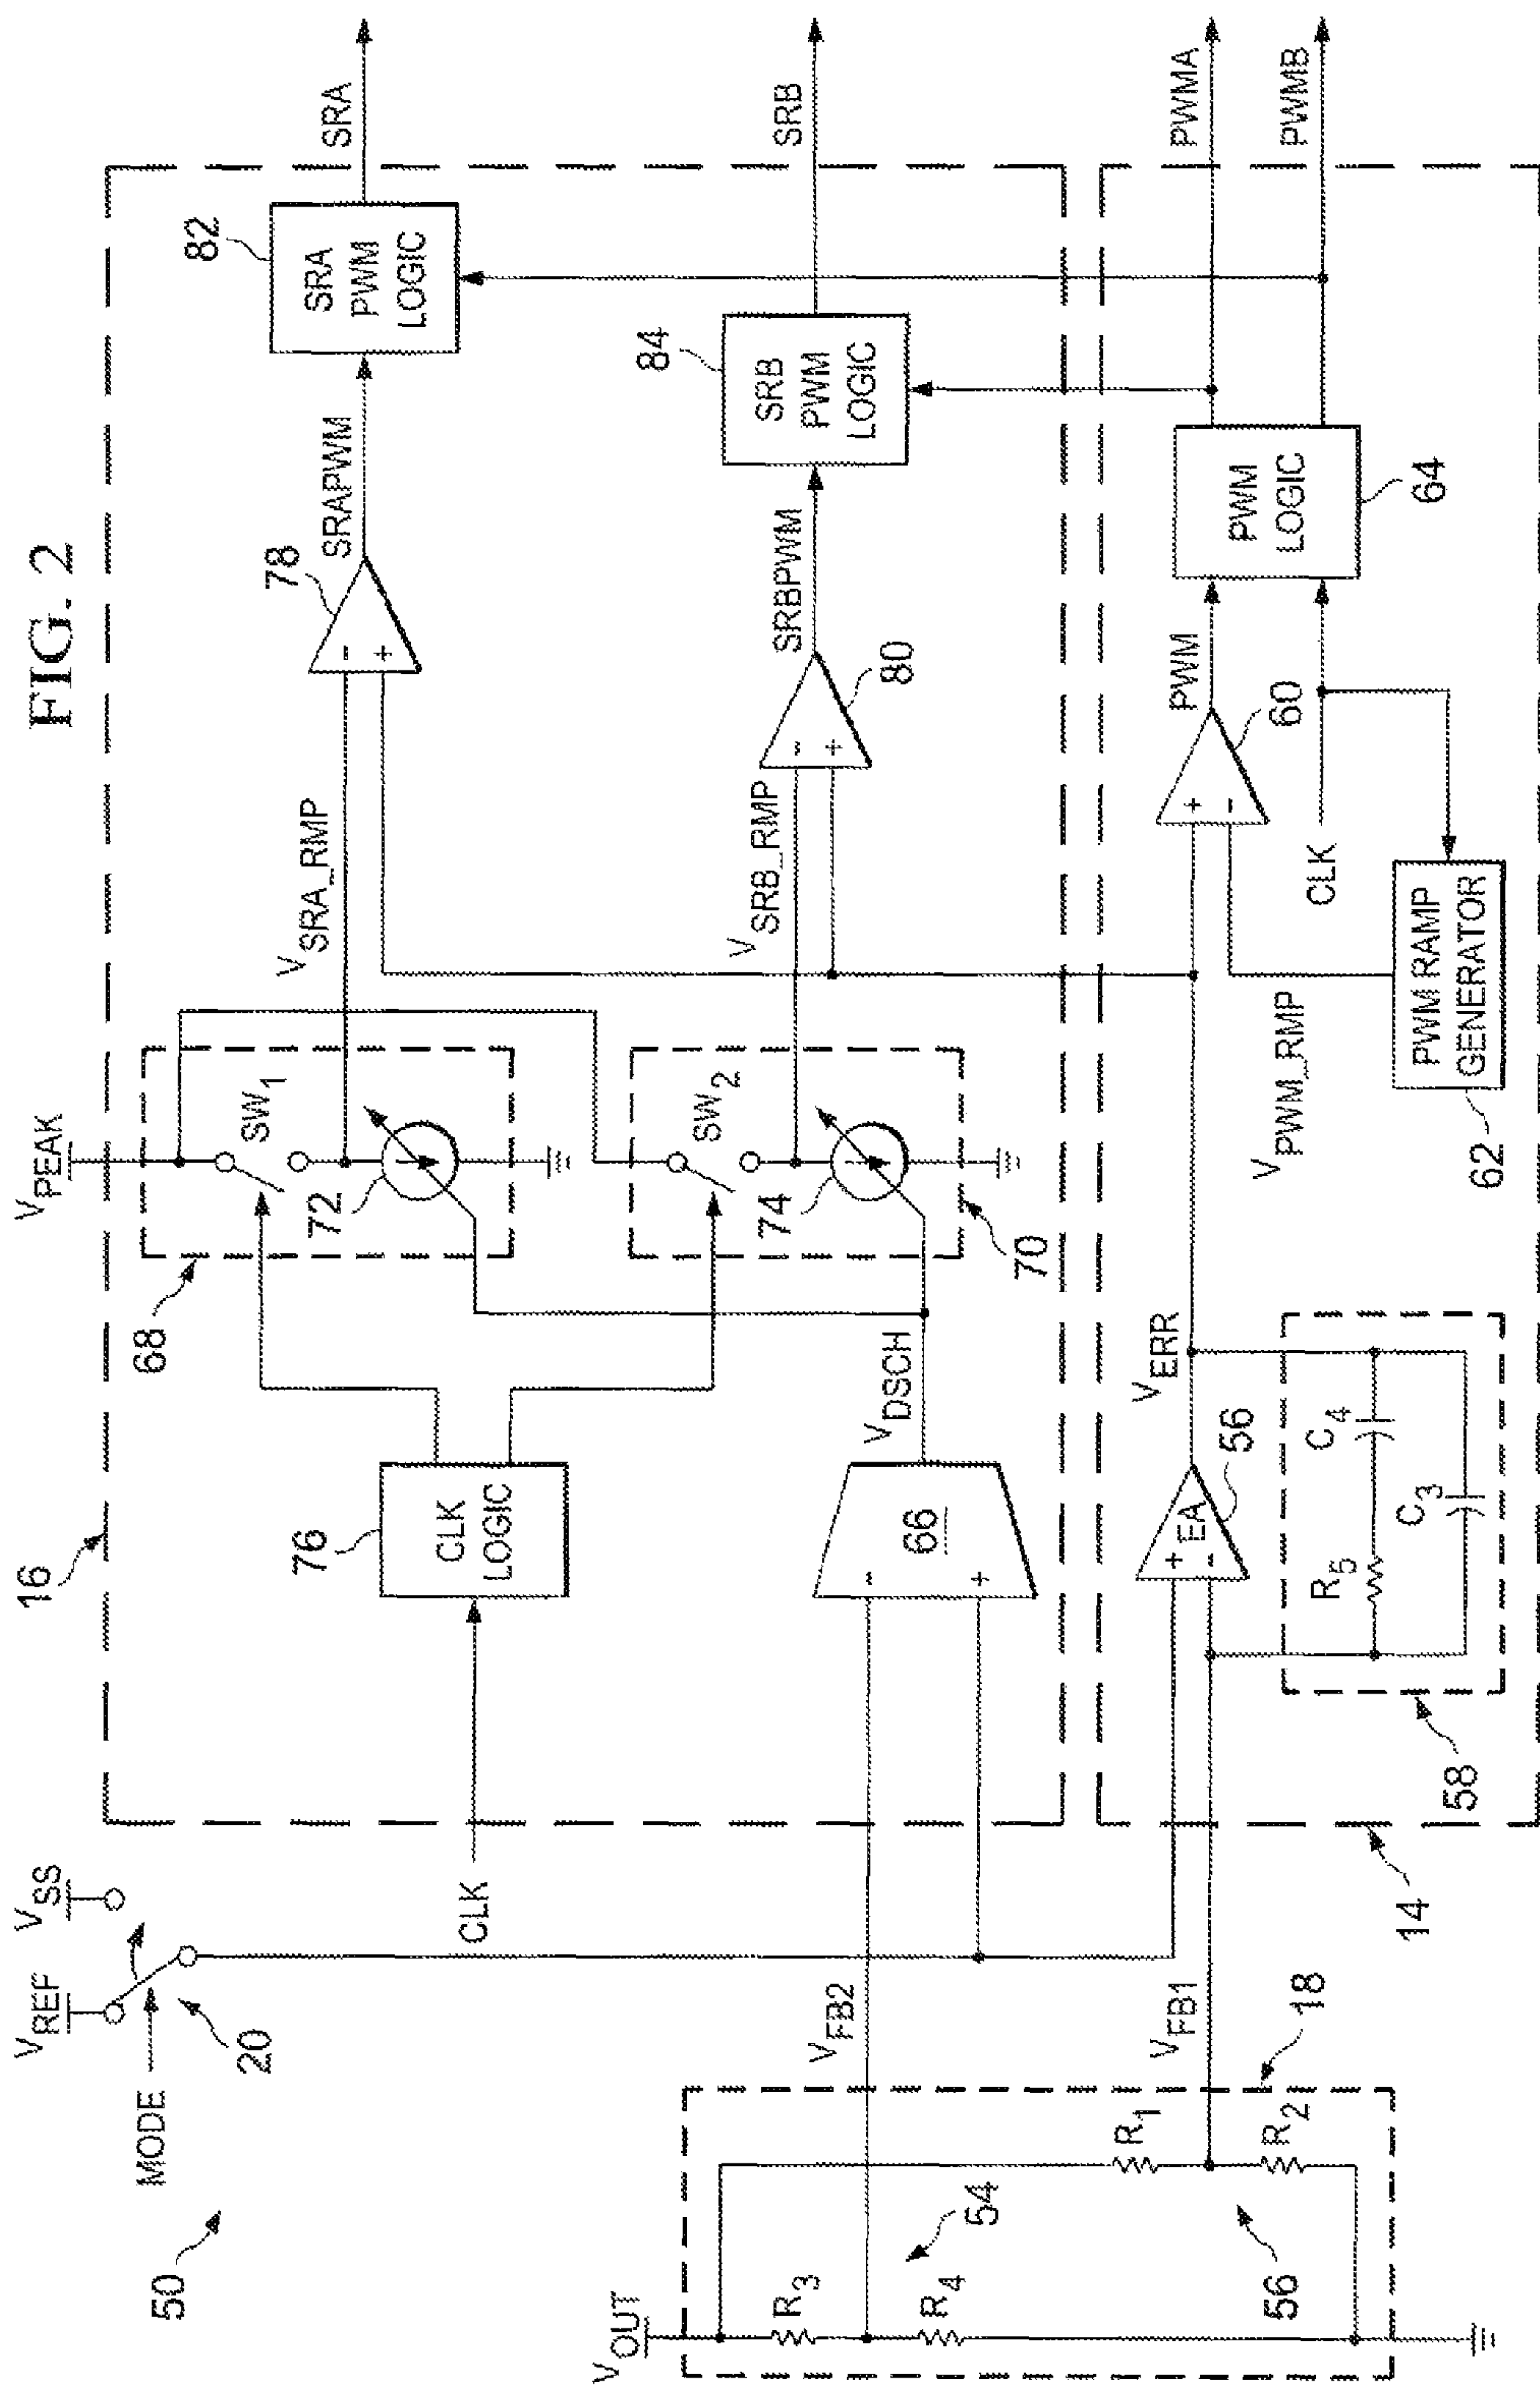 FIG. 2
50
MODE
20
V_REF
V_SS
V_PEAK
16
CLK
76
CLK
LOGIC
68
SW_1
72
V_SRA_RMP
78
-
+
SRAPWM
82
SRA
PWM
LOGIC
SRA
SW_2
74
70
V_SRB_RMP
-
+
80
SRBPWM
84
SRB
PWM
LOGIC
SRB
V_FB2
-
+
66
V_DSCH
V_OUT
R_3
R_4
54
R_1
R_2
56
18
V_FB1
14
+
-
EA
56
V_ERR
58
R_5
C_4
C_3
V_PWM_RMP
62
PWM RAMP
GENERATOR
CLK
+
-
60
PWM
PWM
LOGIC
64
PWMA
PWMB